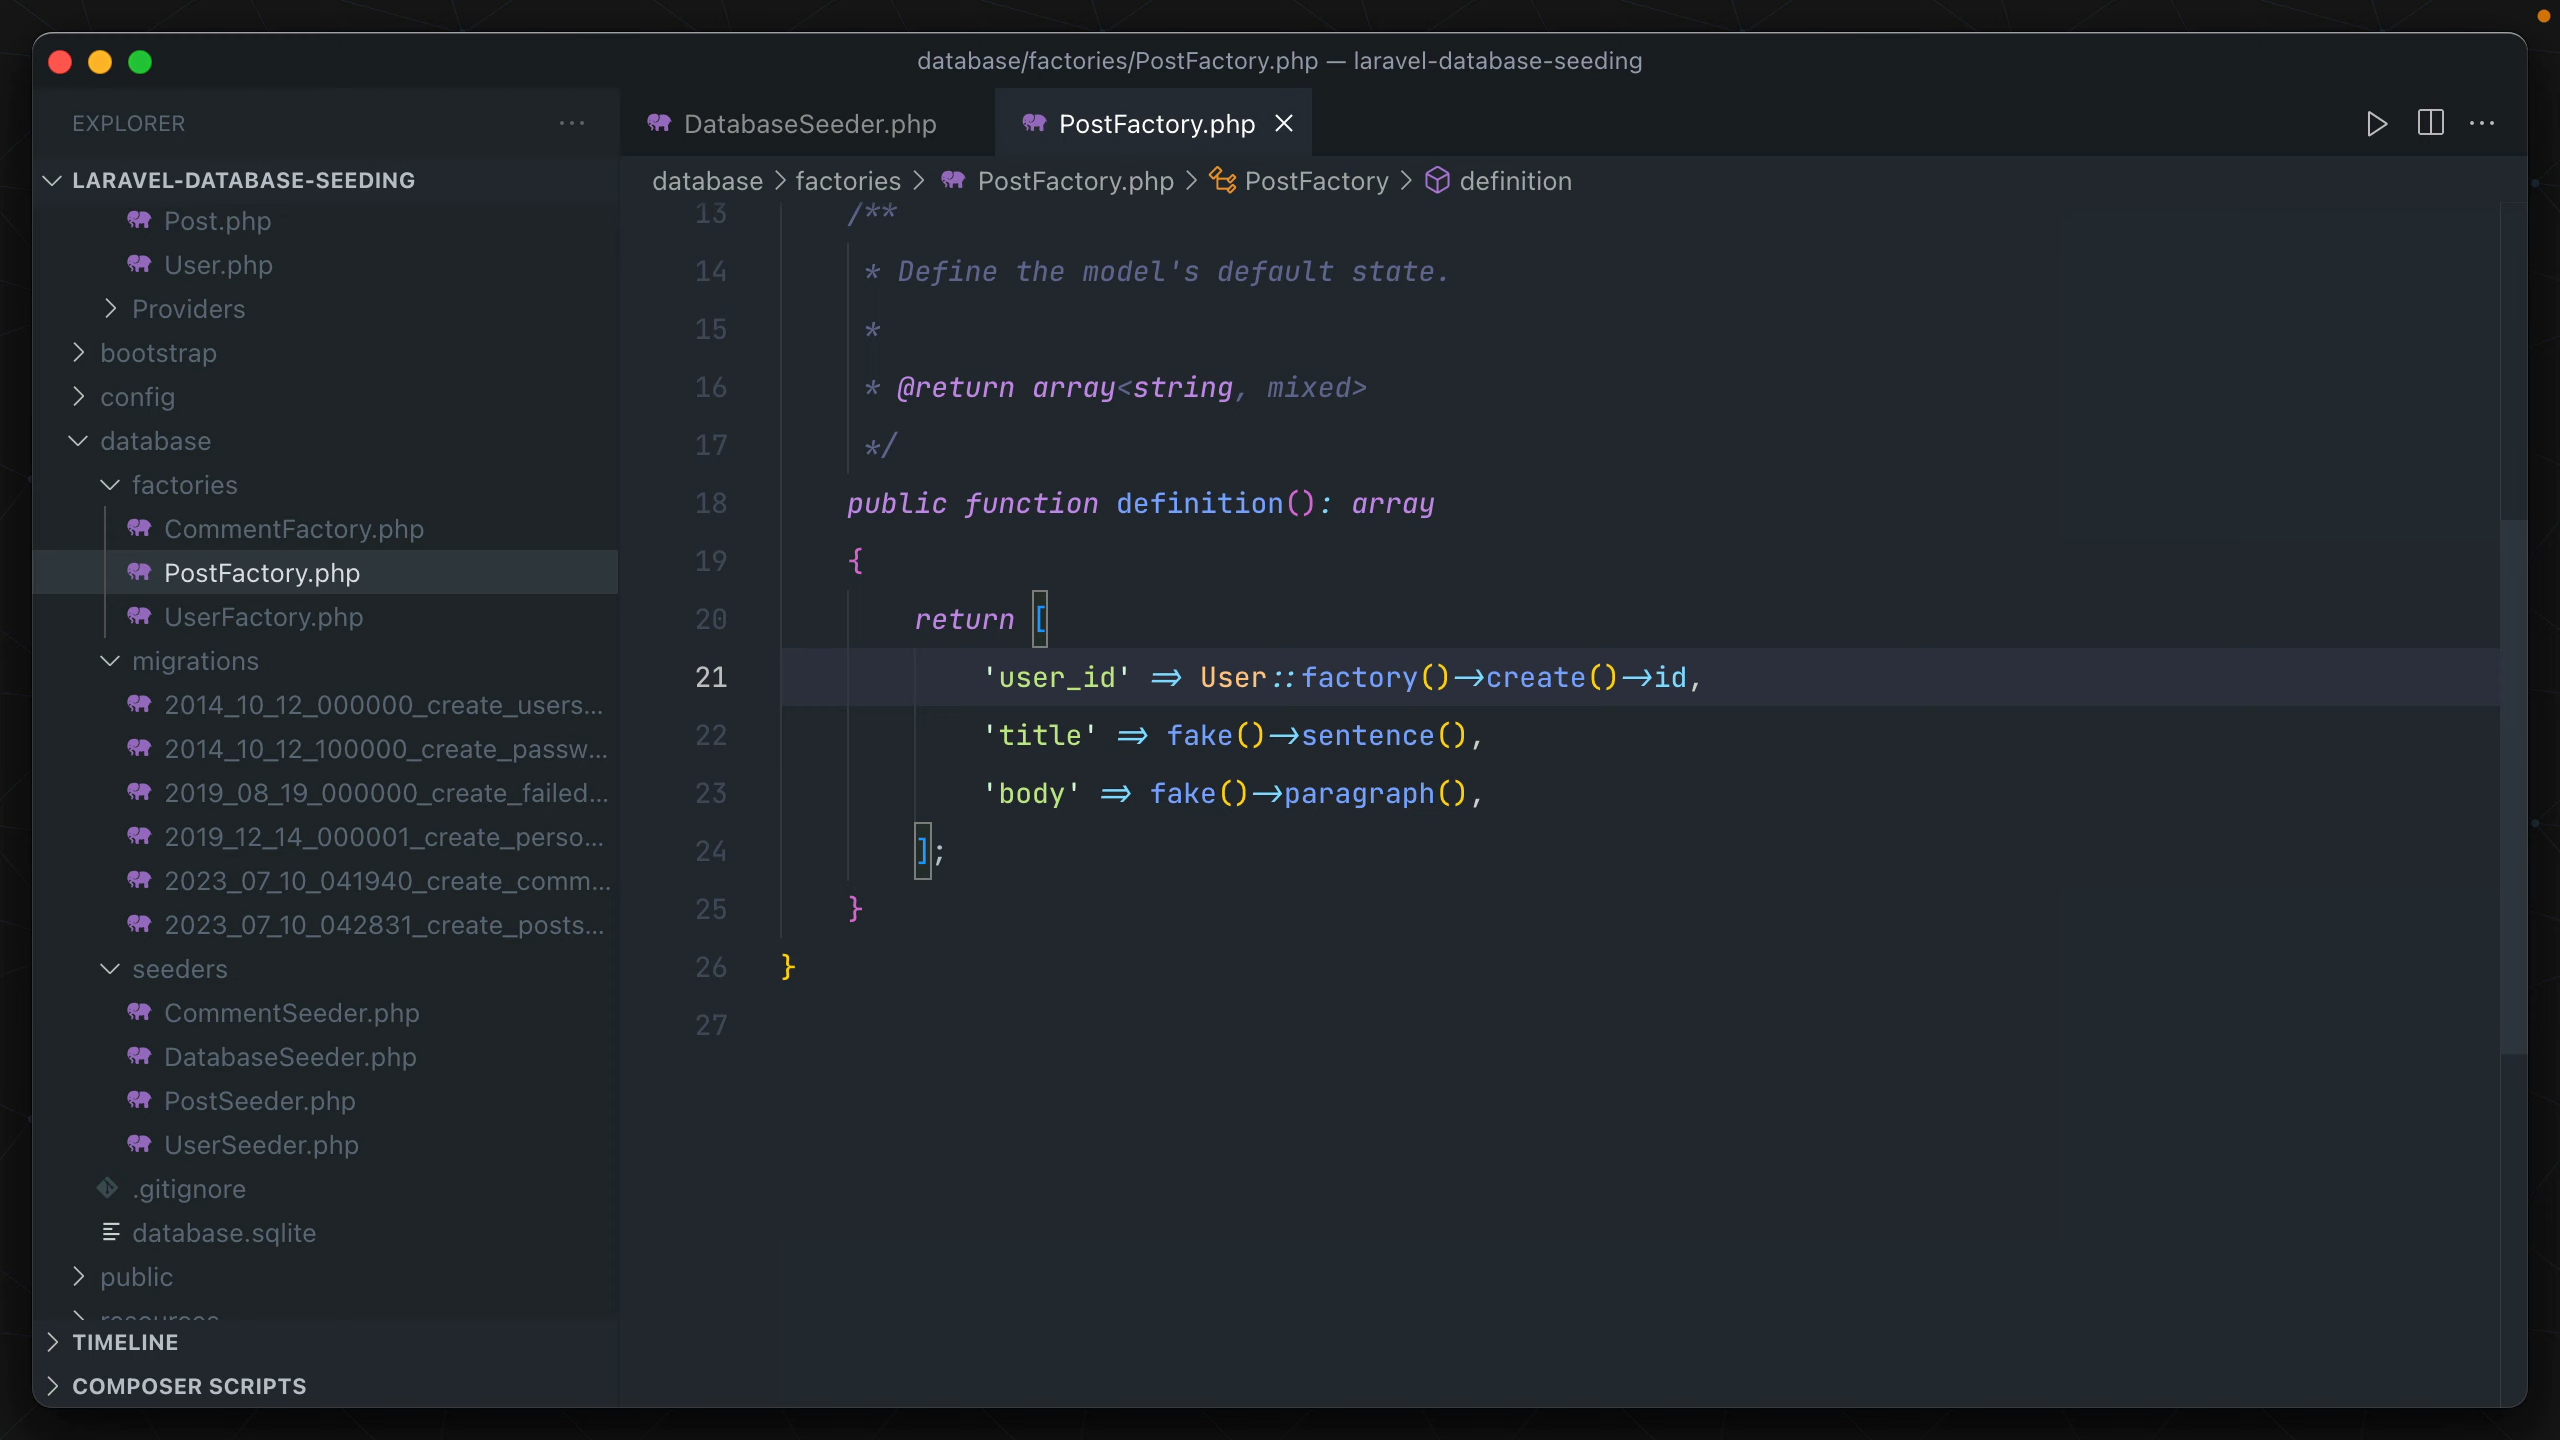 database/factories/PostFactory.php — laravel-database-seeding
EXPLORER
DatabaseSeeder.php
PostFactory.php
LARAVEL-DATABASE-SEEDING
Post.php
User.php
Providers
bootstrap
config
database
factories
CommentFactory.php
PostFactory.php
UserFactory.php
migrations
2014_10_12_000000_create_users...
2014_10_12_100000_create_passw...
2019_08_19_000000_create_failed...
2019_12_14_000001_create_perso...
2023_07_10_041940_create_comm...
2023_07_10_042831_create_posts...
seeders
CommentSeeder.php
DatabaseSeeder.php
PostSeeder.php
UserSeeder.php
.gitignore
database.sqlite
public
resources
TIMELINE
COMPOSER SCRIPTS
database > factories > PostFactory.php > PostFactory > definition
13 /**
14 * Define the model's default state.
15 *
16 * @return array<string, mixed>
17 */
18 public function definition(): array
19 {
20 return [
21 'user_id' => User::factory()->create()->id,
22 'title' => fake()->sentence(),
23 'body' => fake()->paragraph(),
24 ];
25 }
26 }
27